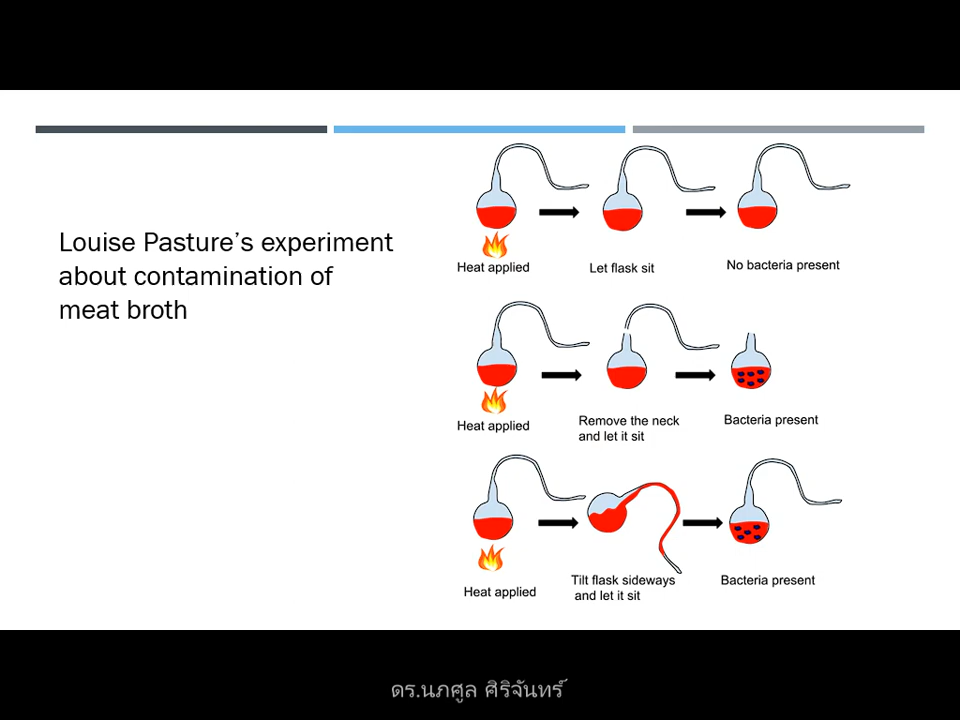 Louise Pasture's experiment
about contamination of
meat broth
Heat applied
Let flask sit
No bacteria present
Heat applied
Remove the neck
and let it sit
Bacteria present
Heat applied
Tilt flask sideways
and let it sit
Bacteria present
ดร.นภศูล ศิริจันทร์